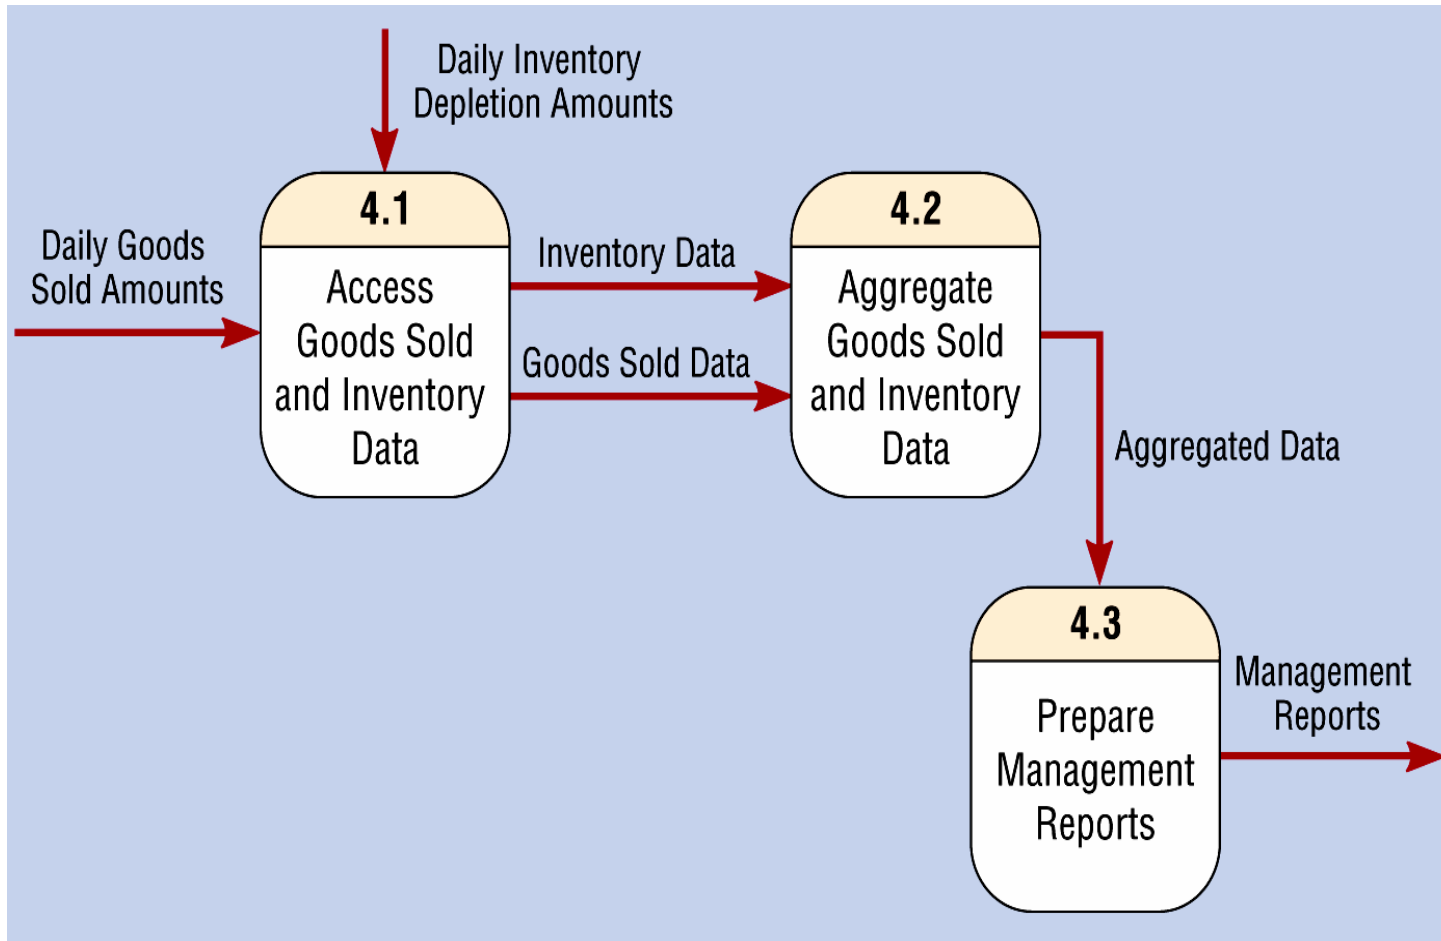 Daily Inventory
Depletion Amounts
Daily Goods
Sold Amounts
4.1
Access
Goods Sold
and Inventory
Data
Inventory Data
Goods Sold Data
4.2
Aggregate
Goods Sold
and Inventory
Data
Aggregated Data
4.3
Prepare
Management
Reports
Management
Reports